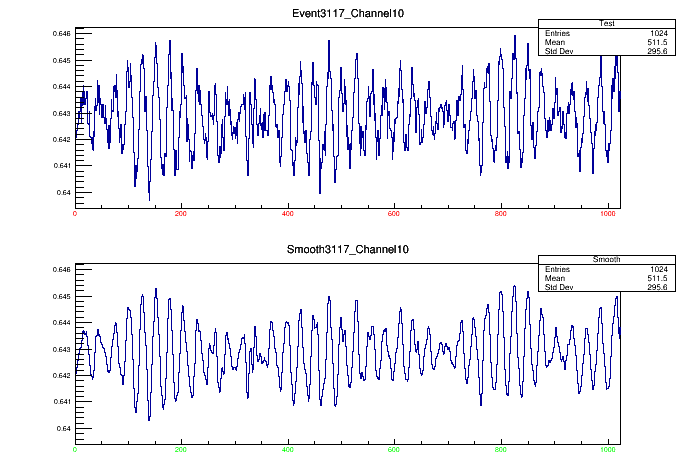 Event3117_Channel10
Test
Entries 1024
Mean 511.5
Std Dev 295.6
0.646
0.645
0.644
0.643
0.642
0.641
0.64
0 200 400 600 800 1000
Smooth3117_Channel10
Smooth
Entries 1024
Mean 511.5
Std Dev 295.6
0.646
0.645
0.644
0.643
0.642
0.641
0.64
0 200 400 600 800 1000